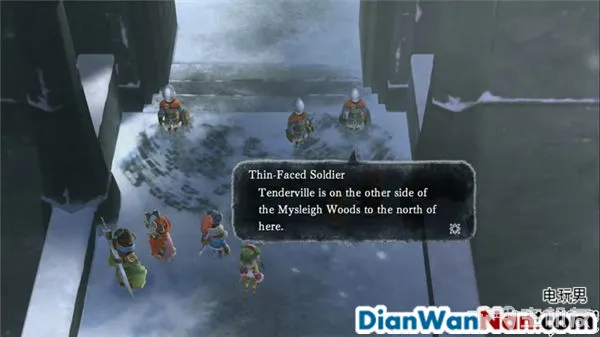 Thin-Faced Soldier
Tenderville is on the other side of
the Mysleigh Woods to the north of
here.
电玩男
DianWanNan.com